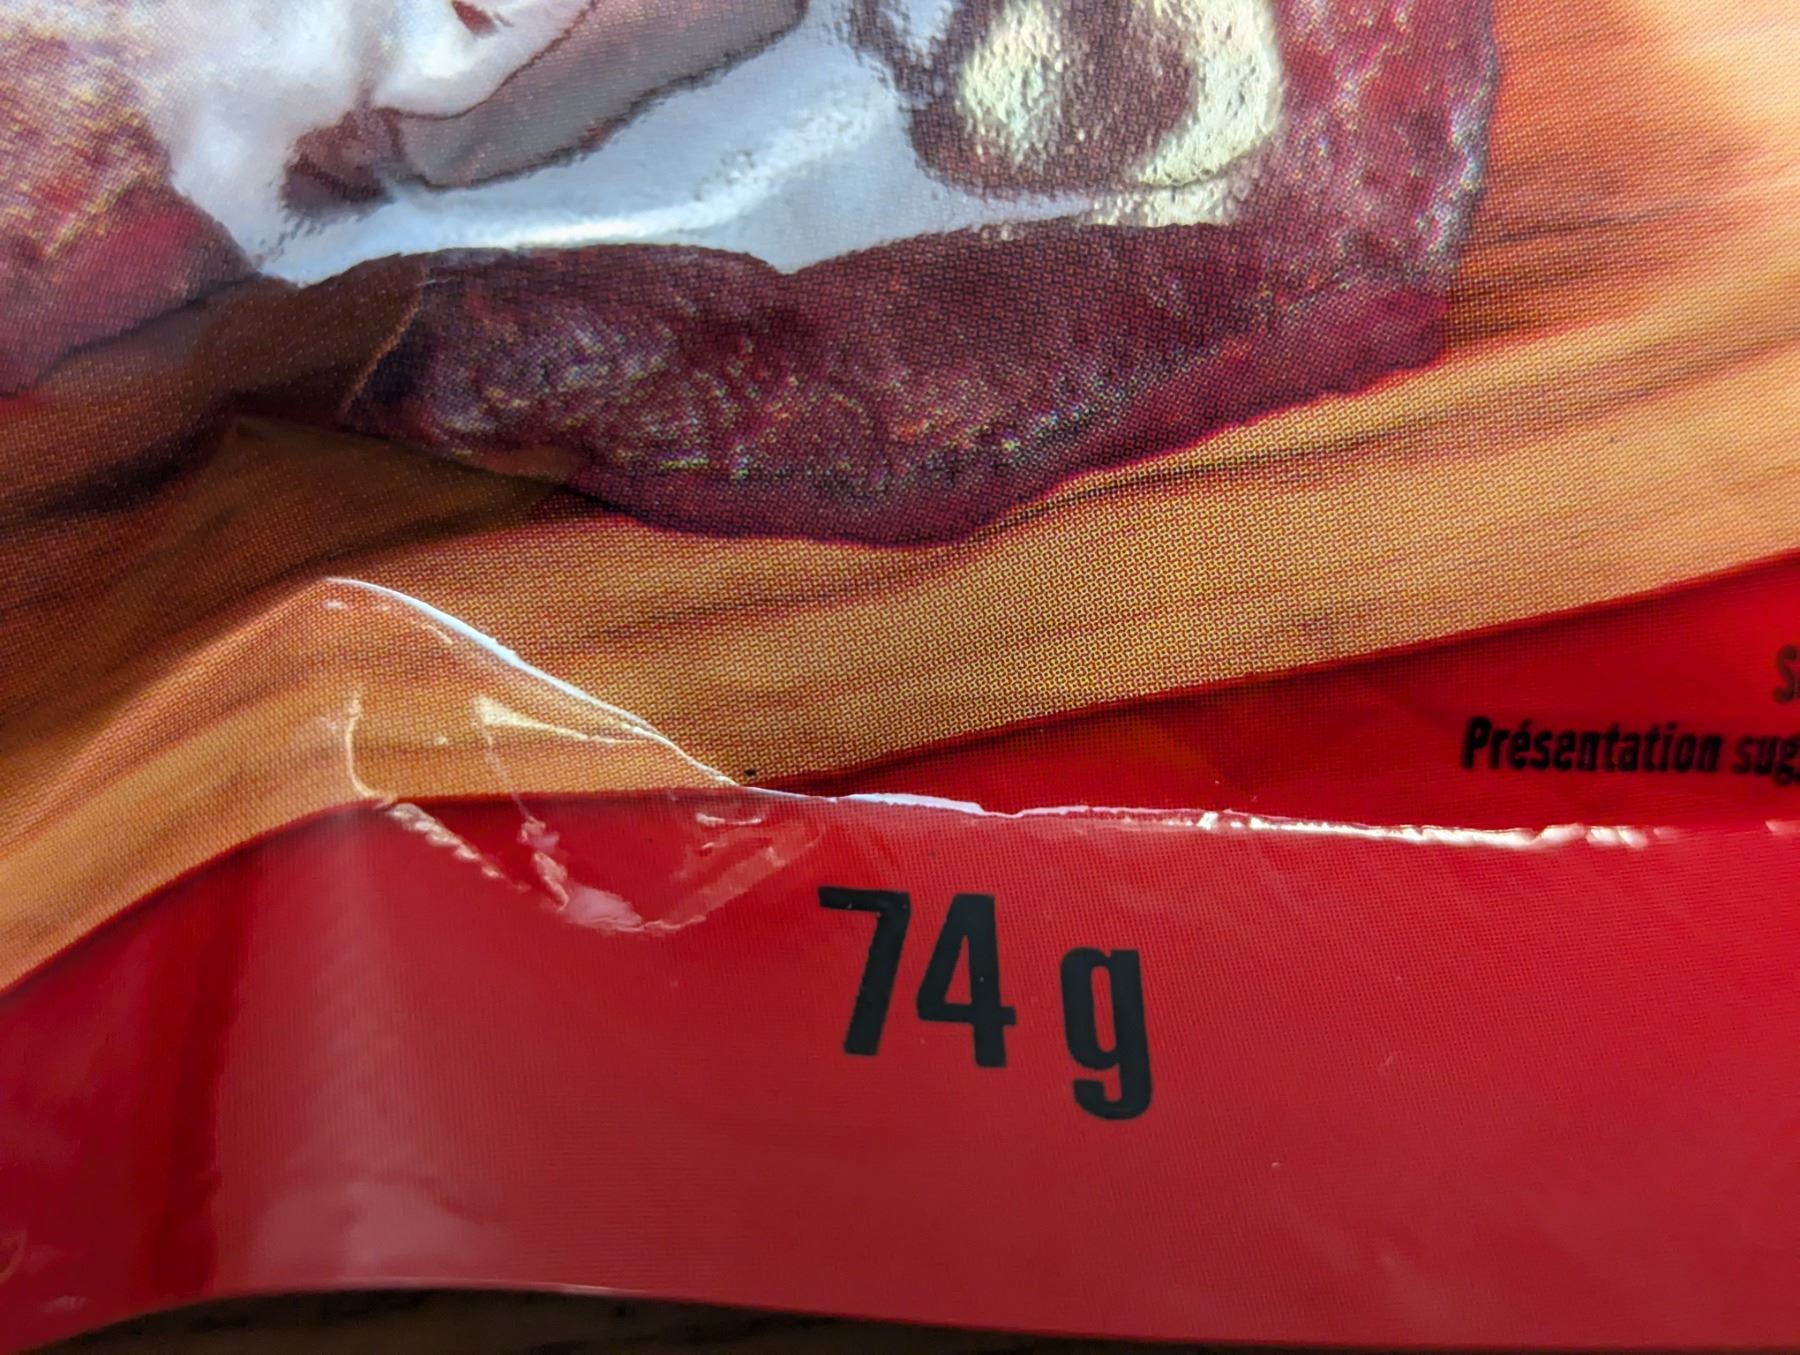 Présentation
74 g